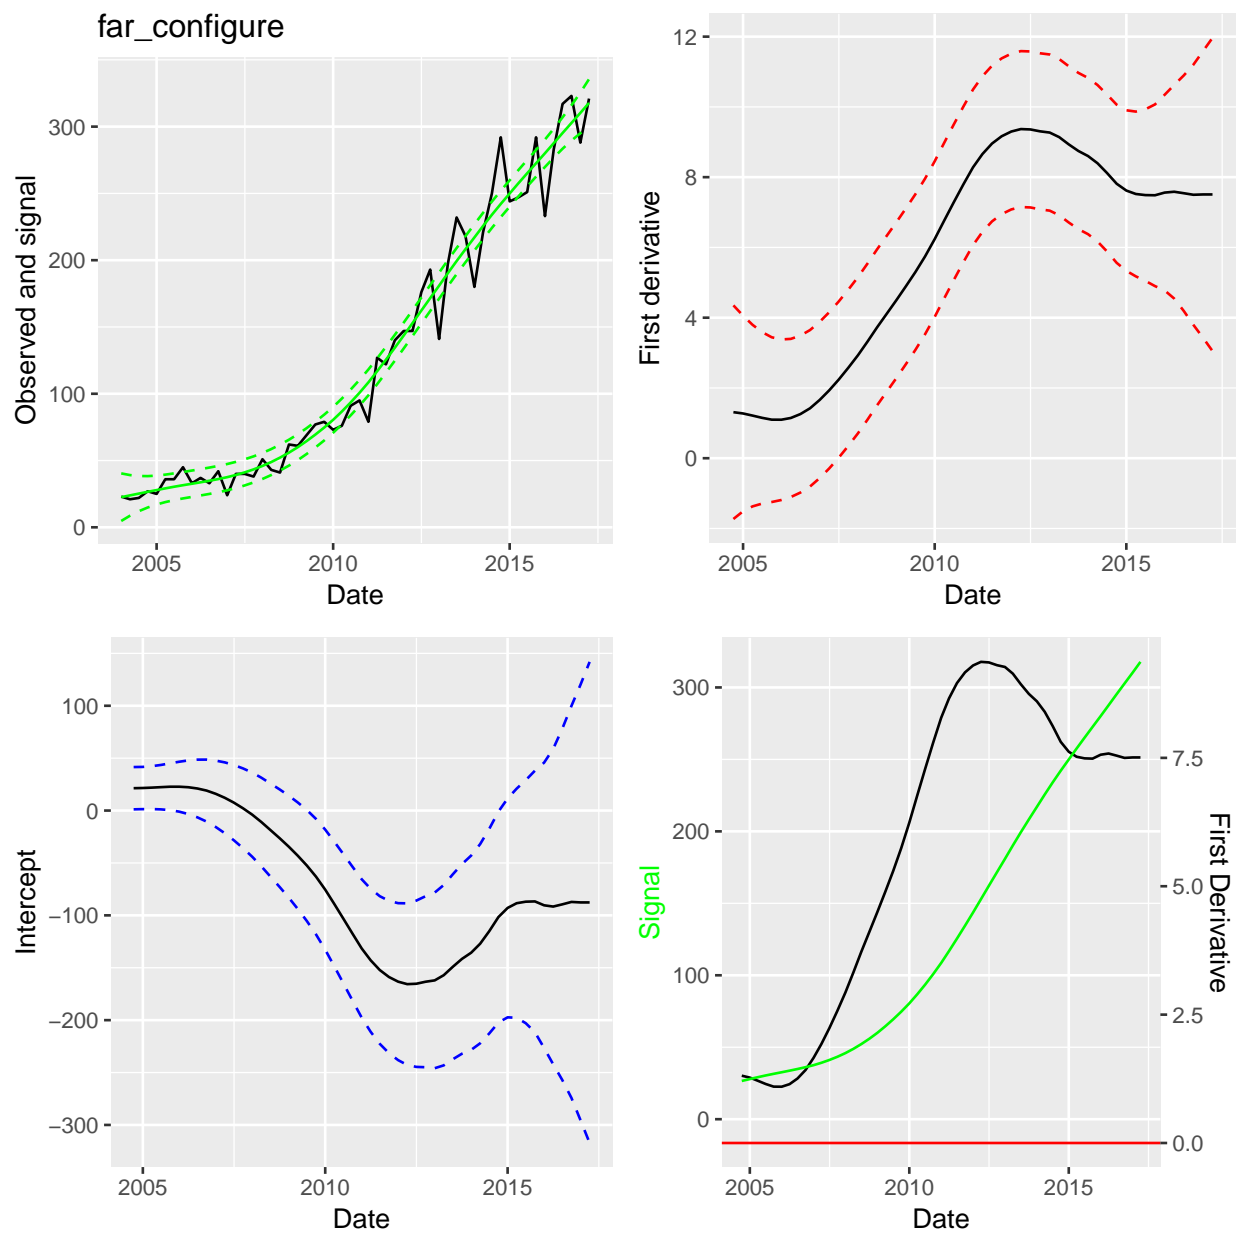 far_configure
Observed and signal
300
200
100
0
2005 2010 2015
Date
First derivative
12
8
4
0
2005 2010 2015
Date
Intercept
100
0
−100
−200
−300
2005 2010 2015
Date
Signal
300
200
100
0
7.5
5.0
2.5
0.0
First Derivative
2005 2010 2015
Date